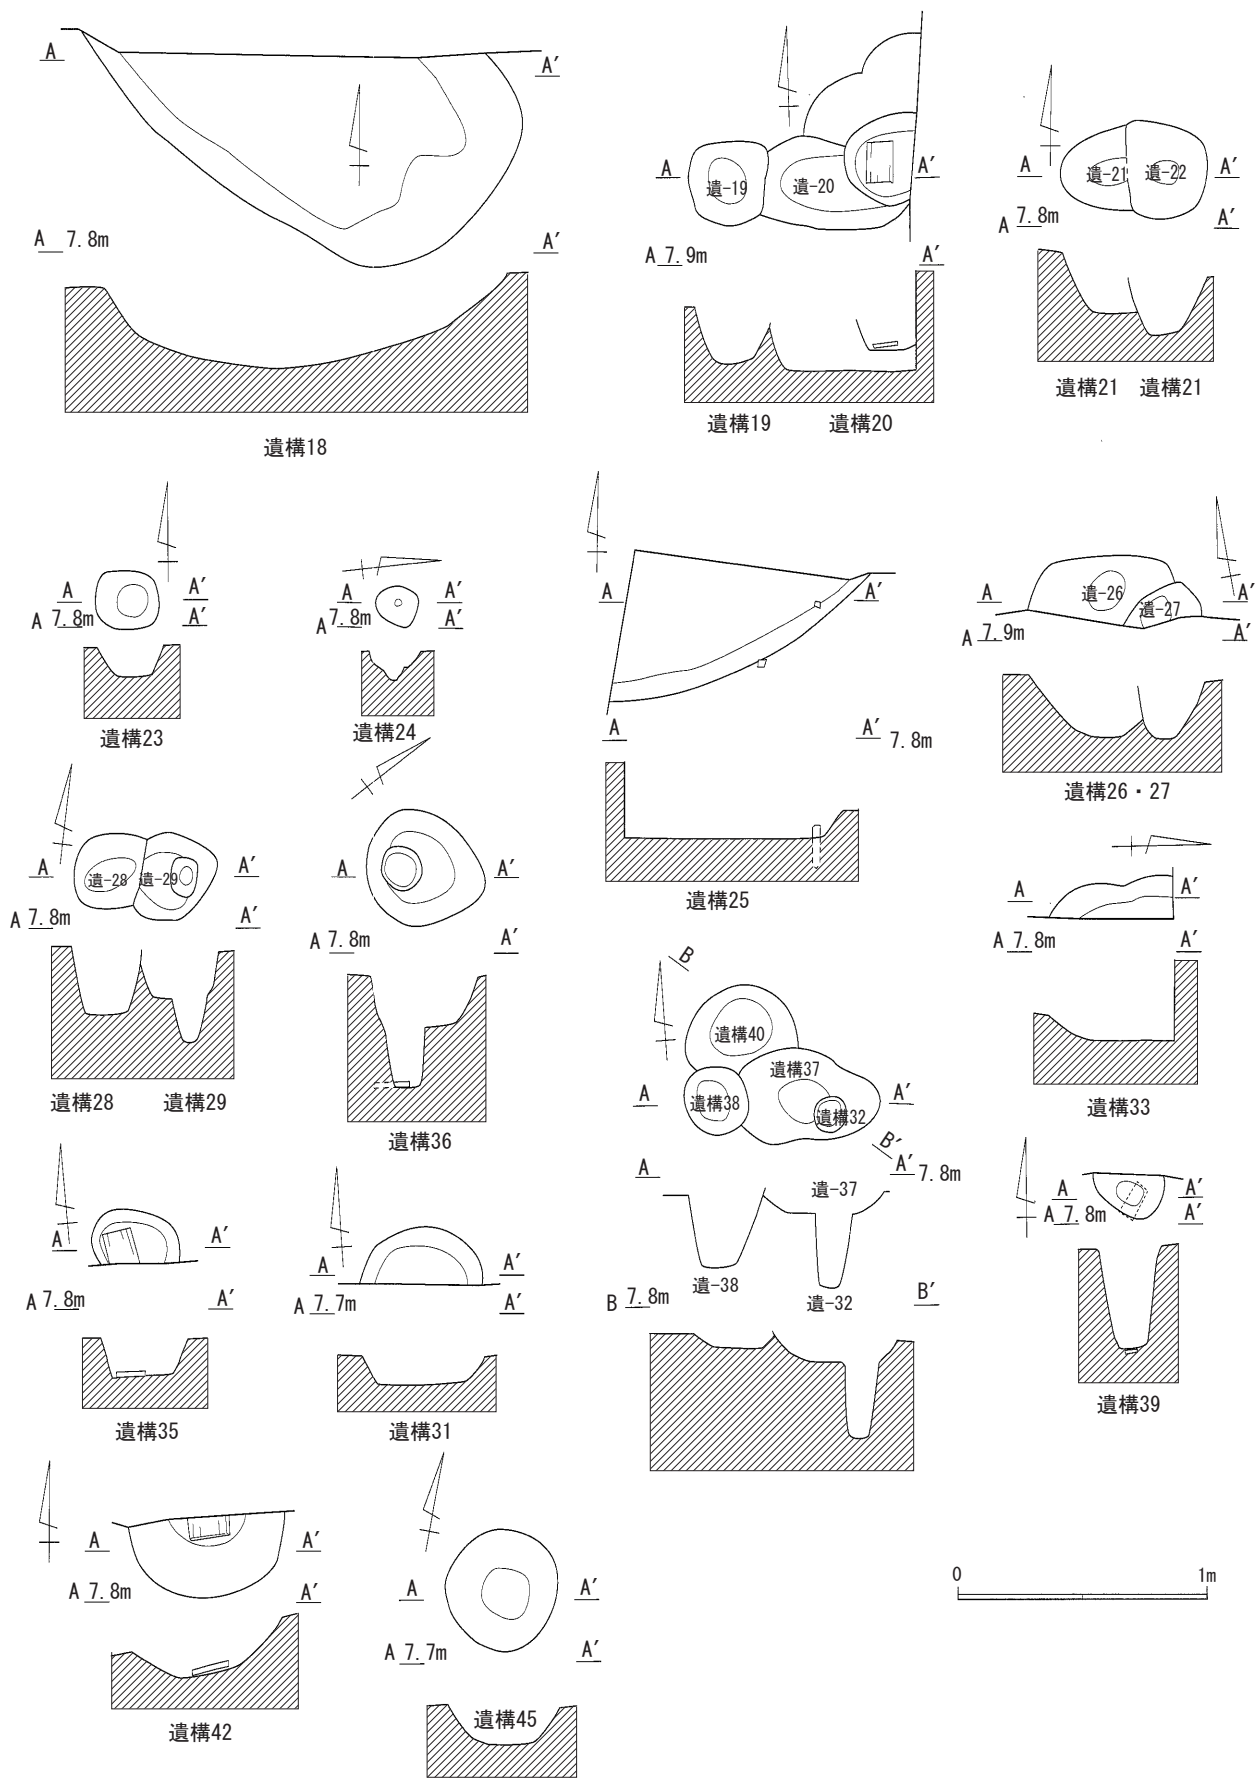 A A'
A 7.8m A'
遺構18
A 遺-19 遺-20 A'
A 7.9m A'
遺構19 遺構20
A 遺-21 遺-22 A'
A 7.8m A'
遺構21 遺構21
A A'
A 7.8m A'
遺構23
A A'
A 7.8m A'
遺構24
A A'
A A' 7.8m
遺構25
A 遺-26 遺-27 A'
A 7.9m A'
遺構26・27
A 遺-28 遺-29 A'
A 7.8m A'
遺構28 遺構29
A A'
A 7.8m A'
遺構36
B
遺構40
遺構37
A 遺構38 遺構32 A'
B'
A A' 7.8m
遺-37
遺-38 遺-32
B 7.8m B'
A A'
A 7.8m A'
遺構33
A A'
A 7.8m A'
遺構35
A A'
A 7.7m A'
遺構31
A A'
A 7.8m A'
遺構39
A A'
A 7.8m A'
遺構42
A A'
A 7.7m A'
遺構45
0 1m